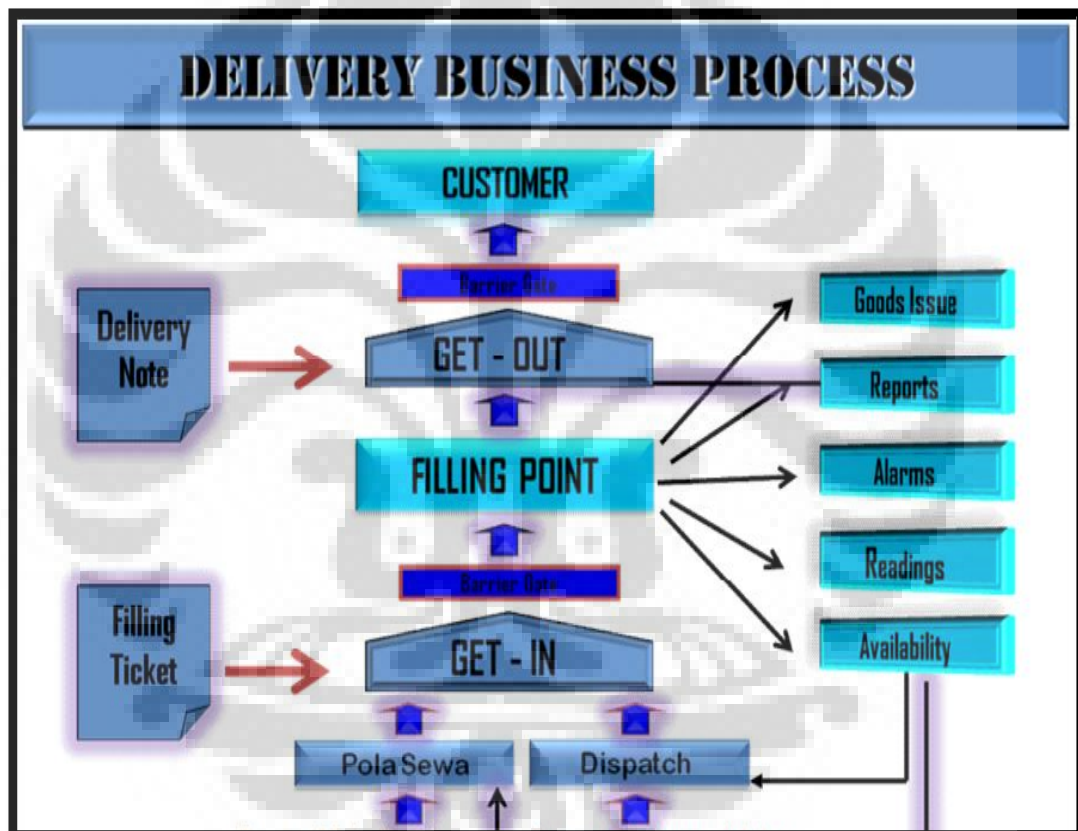 DELIVERY BUSINESS PROCESS
CUSTOMER
Barrier Gate
Delivery
Note
GET - OUT
Goods Issue
Reports
FILLING POINT
Alarms
Readings
Barrier Gate
Filling
Ticket
GET - IN
Availability
Pola Sewa
Dispatch